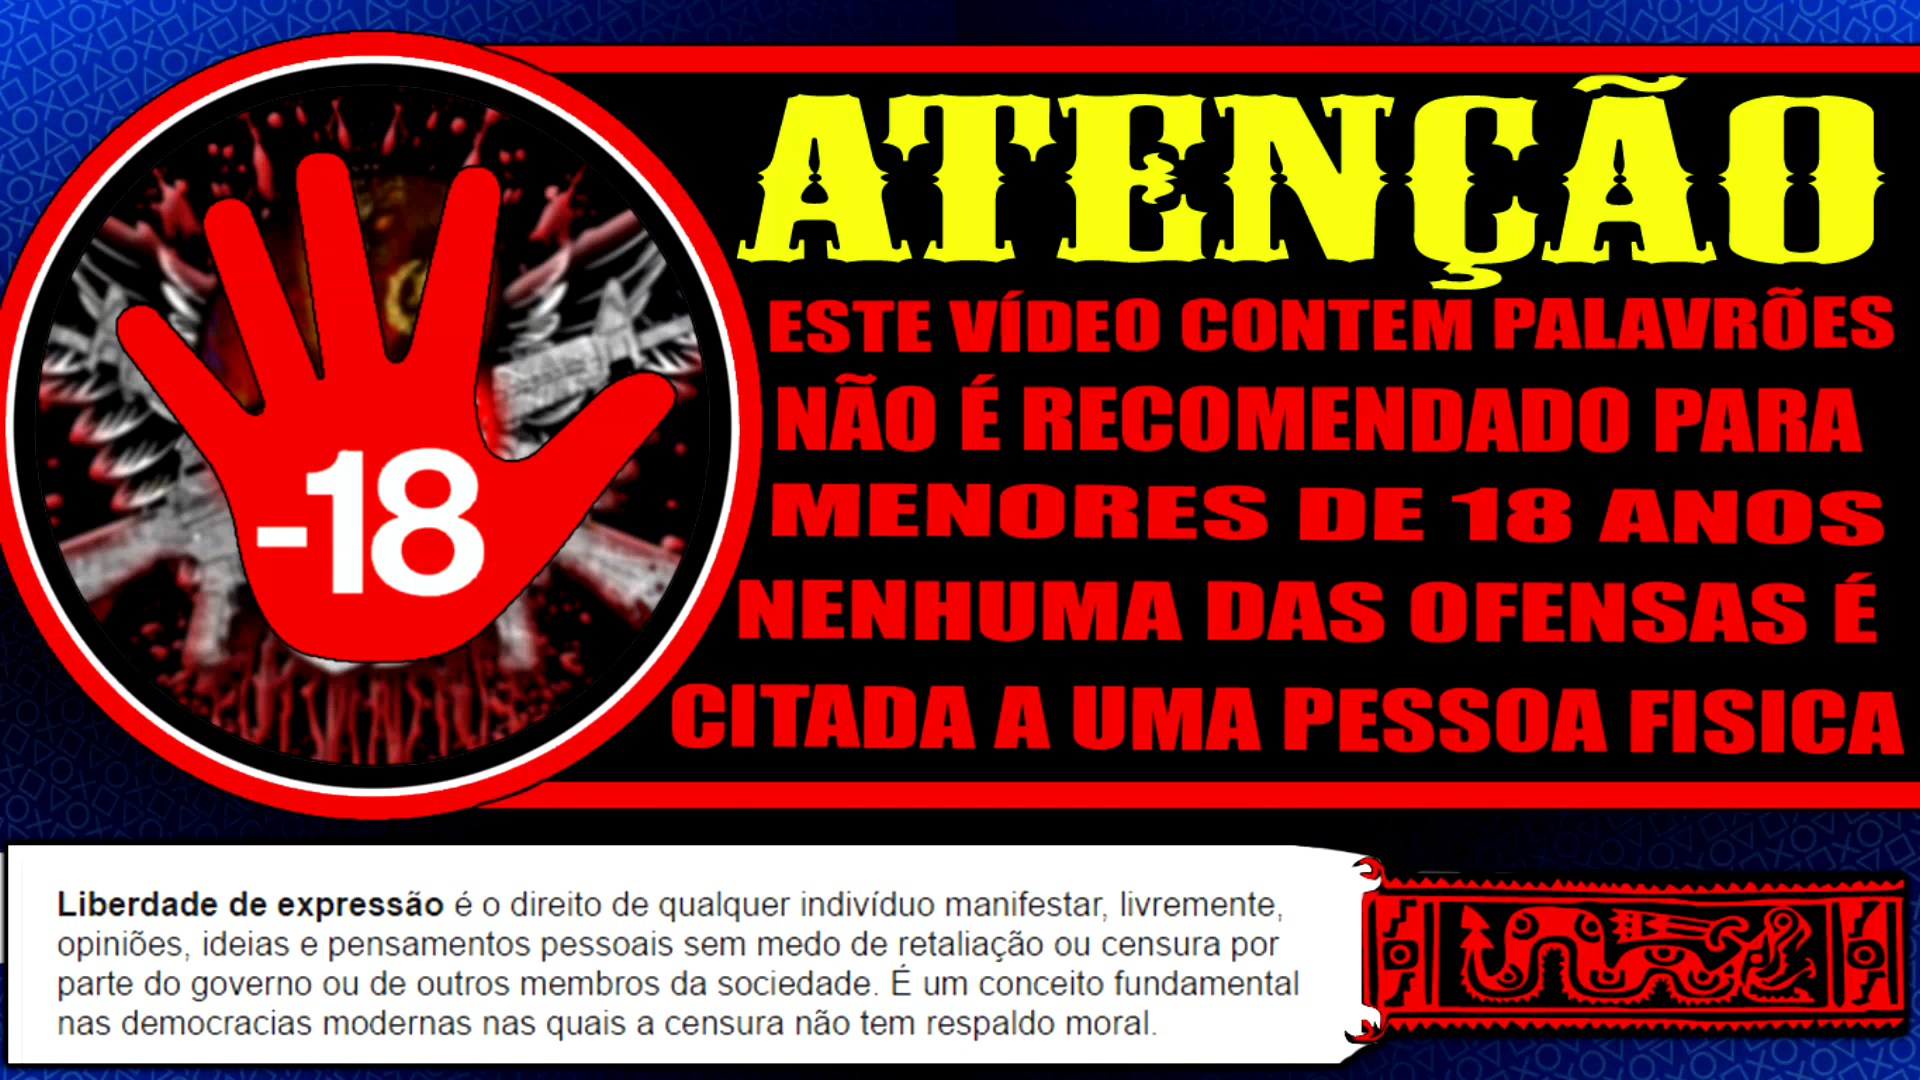 ATENÇÃO
ESTE VÍDEO CONTEM PALAVRÕES
NÃO É RECOMENDADO PARA
MENORES DE 18 ANOS
NENHUMA DAS OFENSAS É
CITADA A UMA PESSOA FISICA
-18
Liberdade de expressão é o direito de qualquer indivíduo manifestar, livremente,
opiniões, ideias e pensamentos pessoais sem medo de retaliação ou censura por
parte do governo ou de outros membros da sociedade. É um conceito fundamental
nas democracias modernas nas quais a censura não tem respaldo moral.